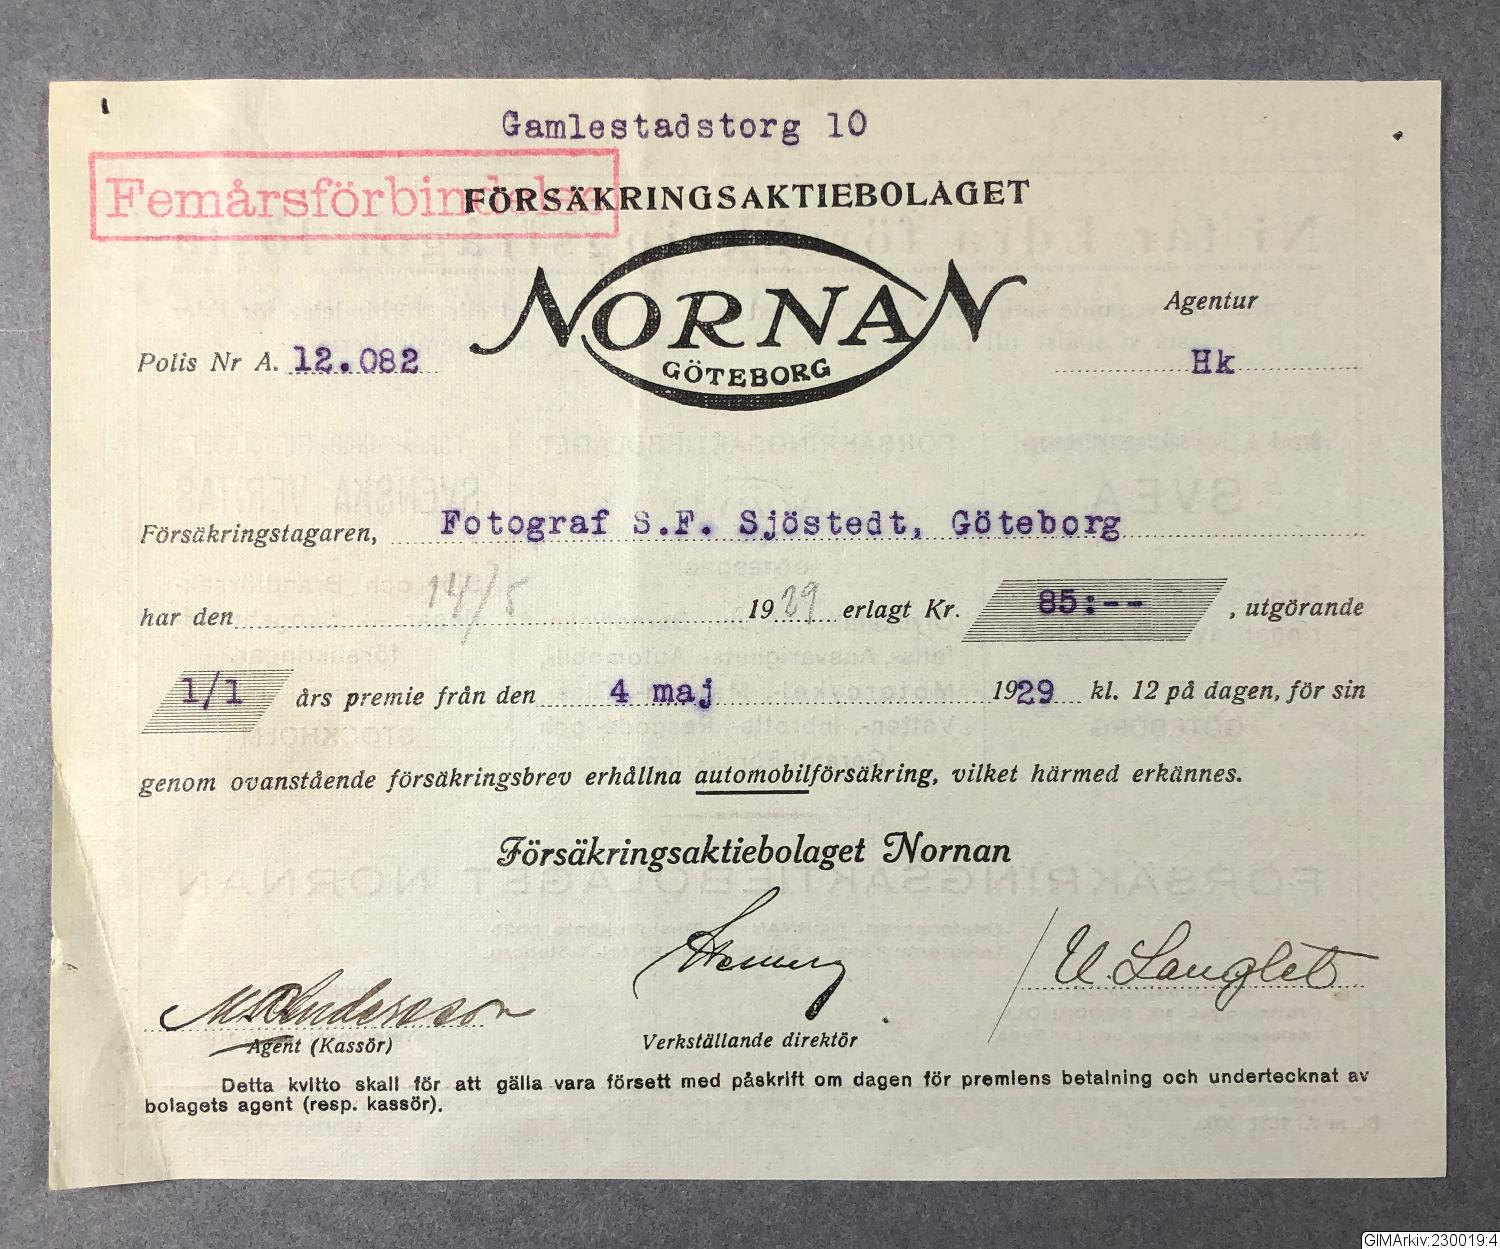 Gamlestadstorg 10
Femårsförbindelse
FÖRSÄKRINGSAKTIEBOLAGET
NORNAN
GÖTEBORG
Agentur
Polis Nr A. 12.082
Hk
Försäkringstagaren, Fotograf S.F. Sjöstedt, Göteborg
har den 14/5 1929 erlagt Kr. 85:-- , utgörande
1/1 års premie från den 4 maj 1929 kl. 12 på dagen, för sin
genom ovanstående försäkringsbrev erhållna automobilförsäkring, vilket härmed erkännes.
Försäkringsaktiebolaget Nornan
U. Langlet
Agent (Kassör)
Verkställande direktör
Detta kvitto skall för att gälla vara försett med påskrift om dagen för premiens betalning och undertecknat av
bolagets agent (resp. kassör).
GIMArkiv:230019:4